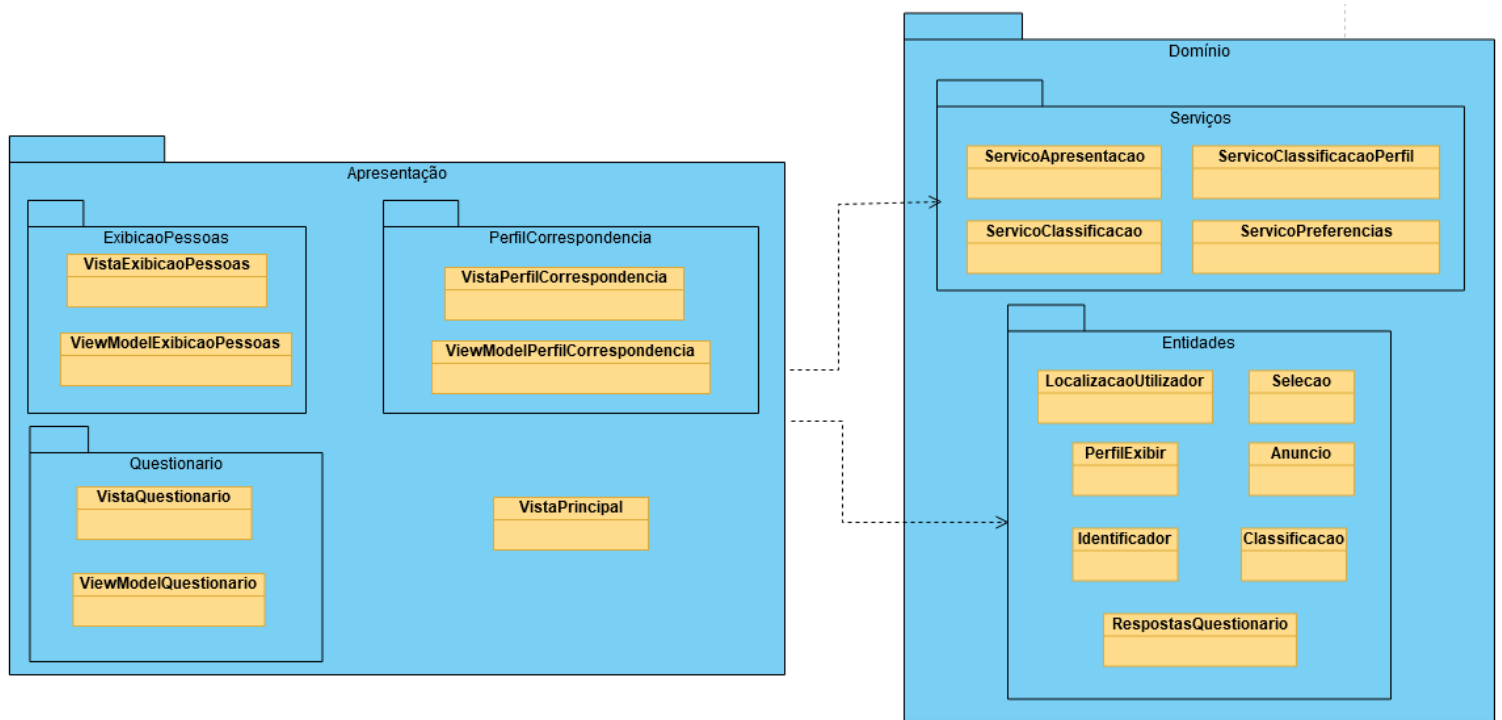 Apresentação
ExibicaoPessoas
VistaExibicaoPessoas
ViewModelExibicaoPessoas
PerfilCorrespondencia
VistaPerfilCorrespondencia
ViewModelPerfilCorrespondencia
Questionario
VistaQuestionario
ViewModelQuestionario
VistaPrincipal
Domínio
Serviços
ServicoApresentacao
ServicoClassificacaoPerfil
ServicoClassificacao
ServicoPreferencias
Entidades
LocalizacaoUtilizador
Selecao
PerfilExibir
Anuncio
Identificador
Classificacao
RespostasQuestionario